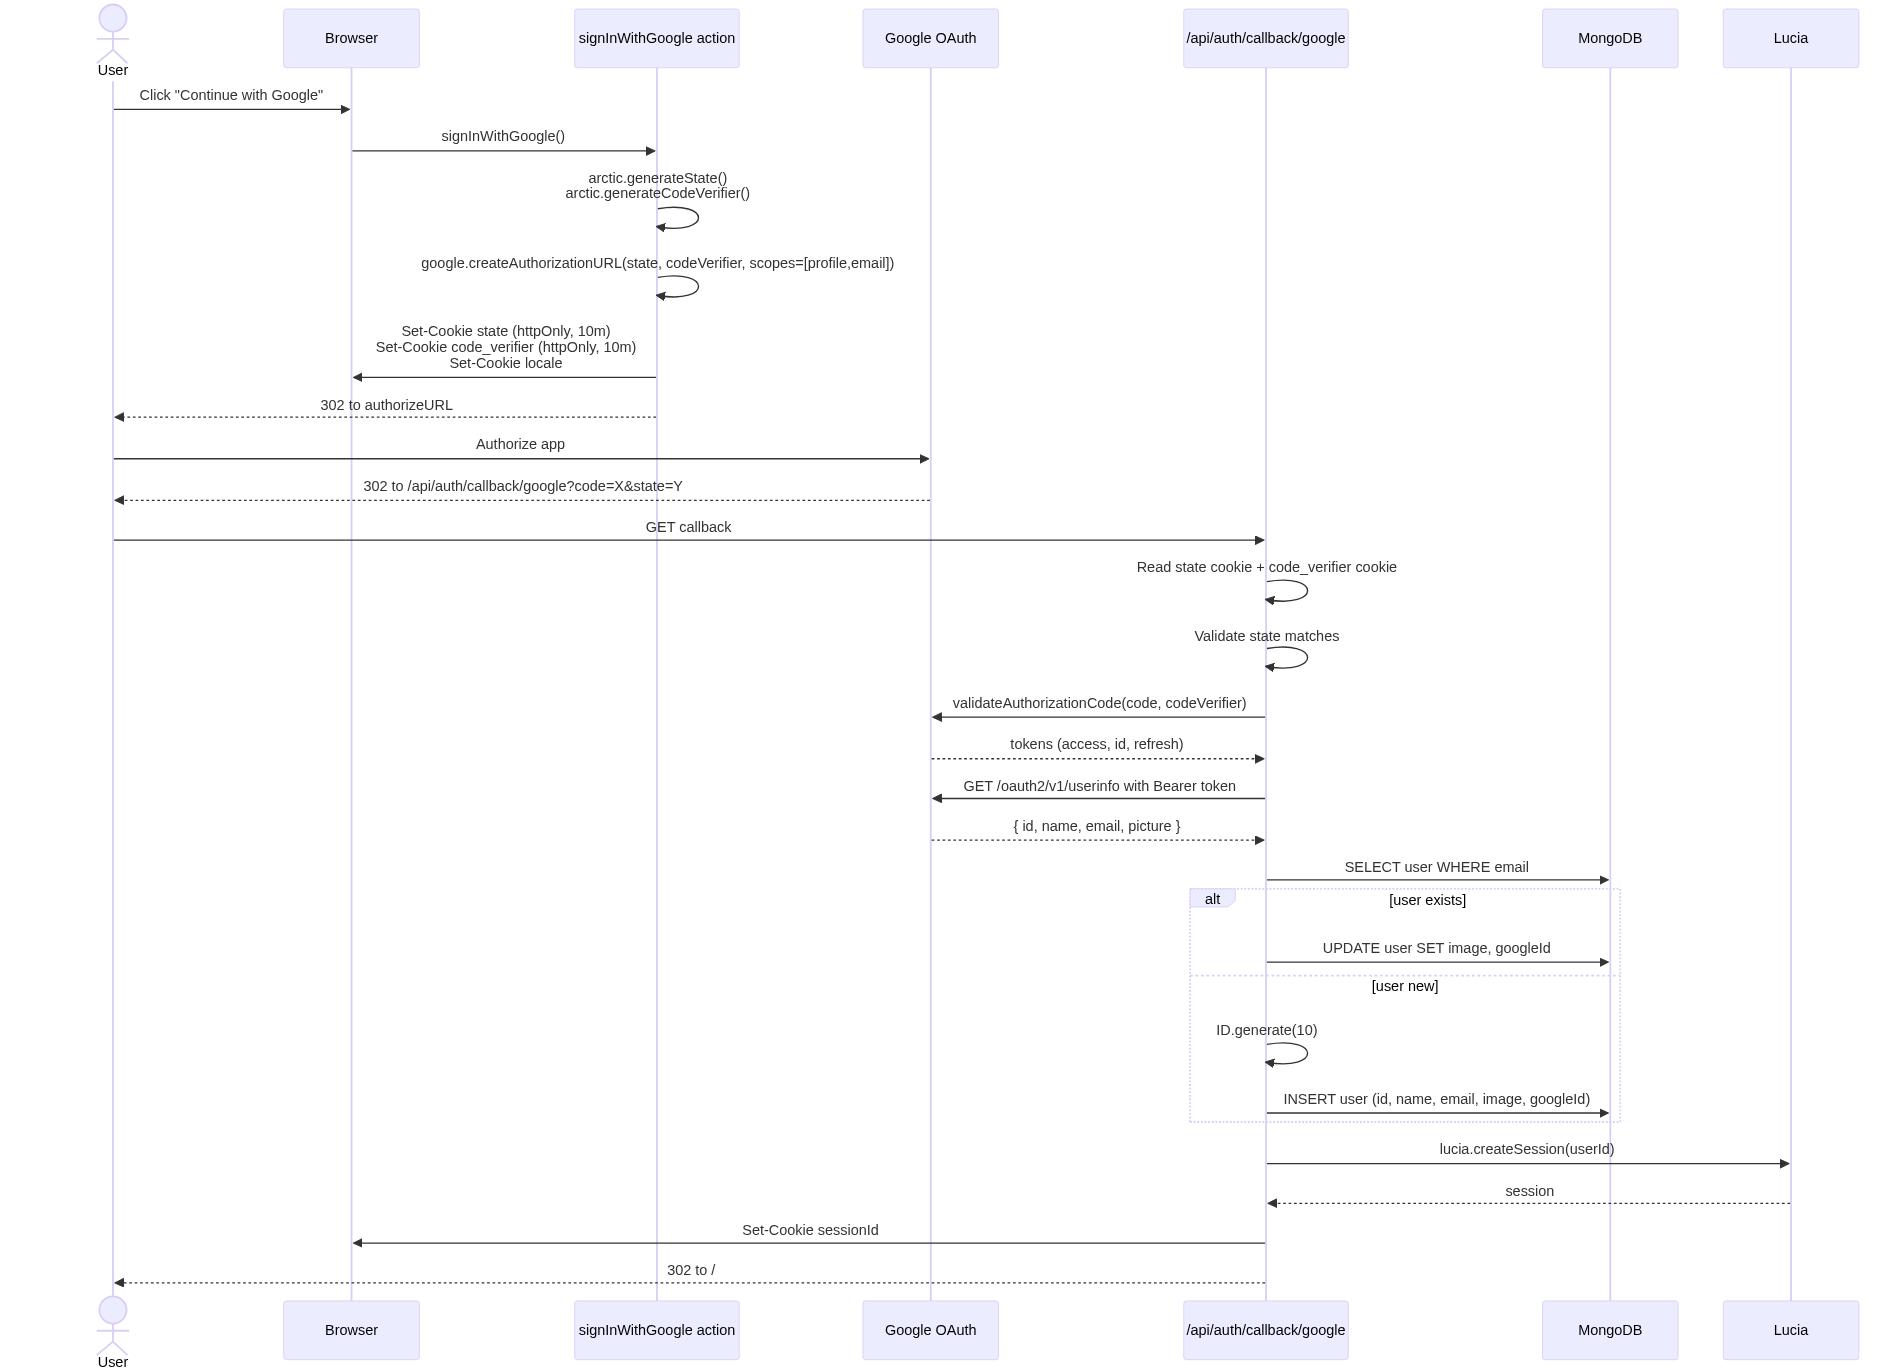 User
Browser
signInWithGoogle action
Google OAuth
/api/auth/callback/google
MongoDB
Lucia
Click "Continue with Google"
signInWithGoogle()
arctic.generateState()
arctic.generateCodeVerifier()
google.createAuthorizationURL(state, codeVerifier, scopes=[profile,email])
Set-Cookie state (httpOnly, 10m)
Set-Cookie code_verifier (httpOnly, 10m)
Set-Cookie locale
302 to authorizeURL
Authorize app
302 to /api/auth/callback/google?code=X&state=Y
GET callback
Read state cookie + code_verifier cookie
Validate state matches
validateAuthorizationCode(code, codeVerifier)
tokens (access, id, refresh)
GET /oauth2/v1/userinfo with Bearer token
{ id, name, email, picture }
SELECT user WHERE email
alt
[user exists]
UPDATE user SET image, googleId
[user new]
ID.generate(10)
INSERT user (id, name, email, image, googleId)
lucia.createSession(userId)
session
Set-Cookie sessionId
302 to /
User
Browser
signInWithGoogle action
Google OAuth
/api/auth/callback/google
MongoDB
Lucia